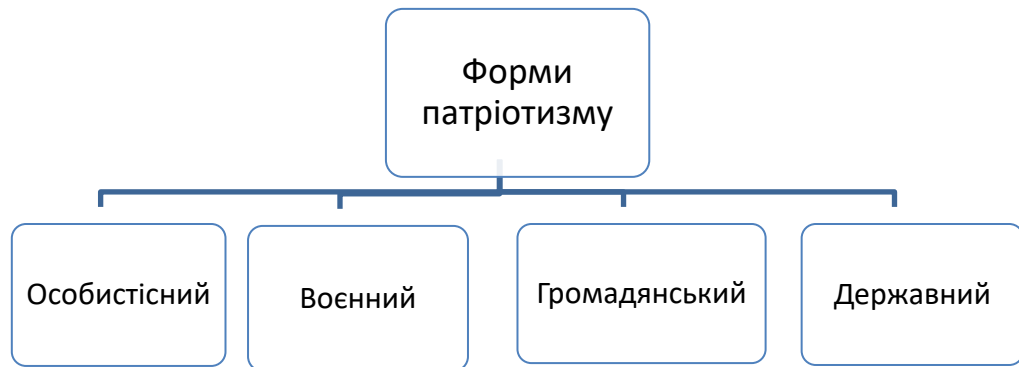 Форми
патріотизму
Особистісний
Воєнний
Громадянський
Державний